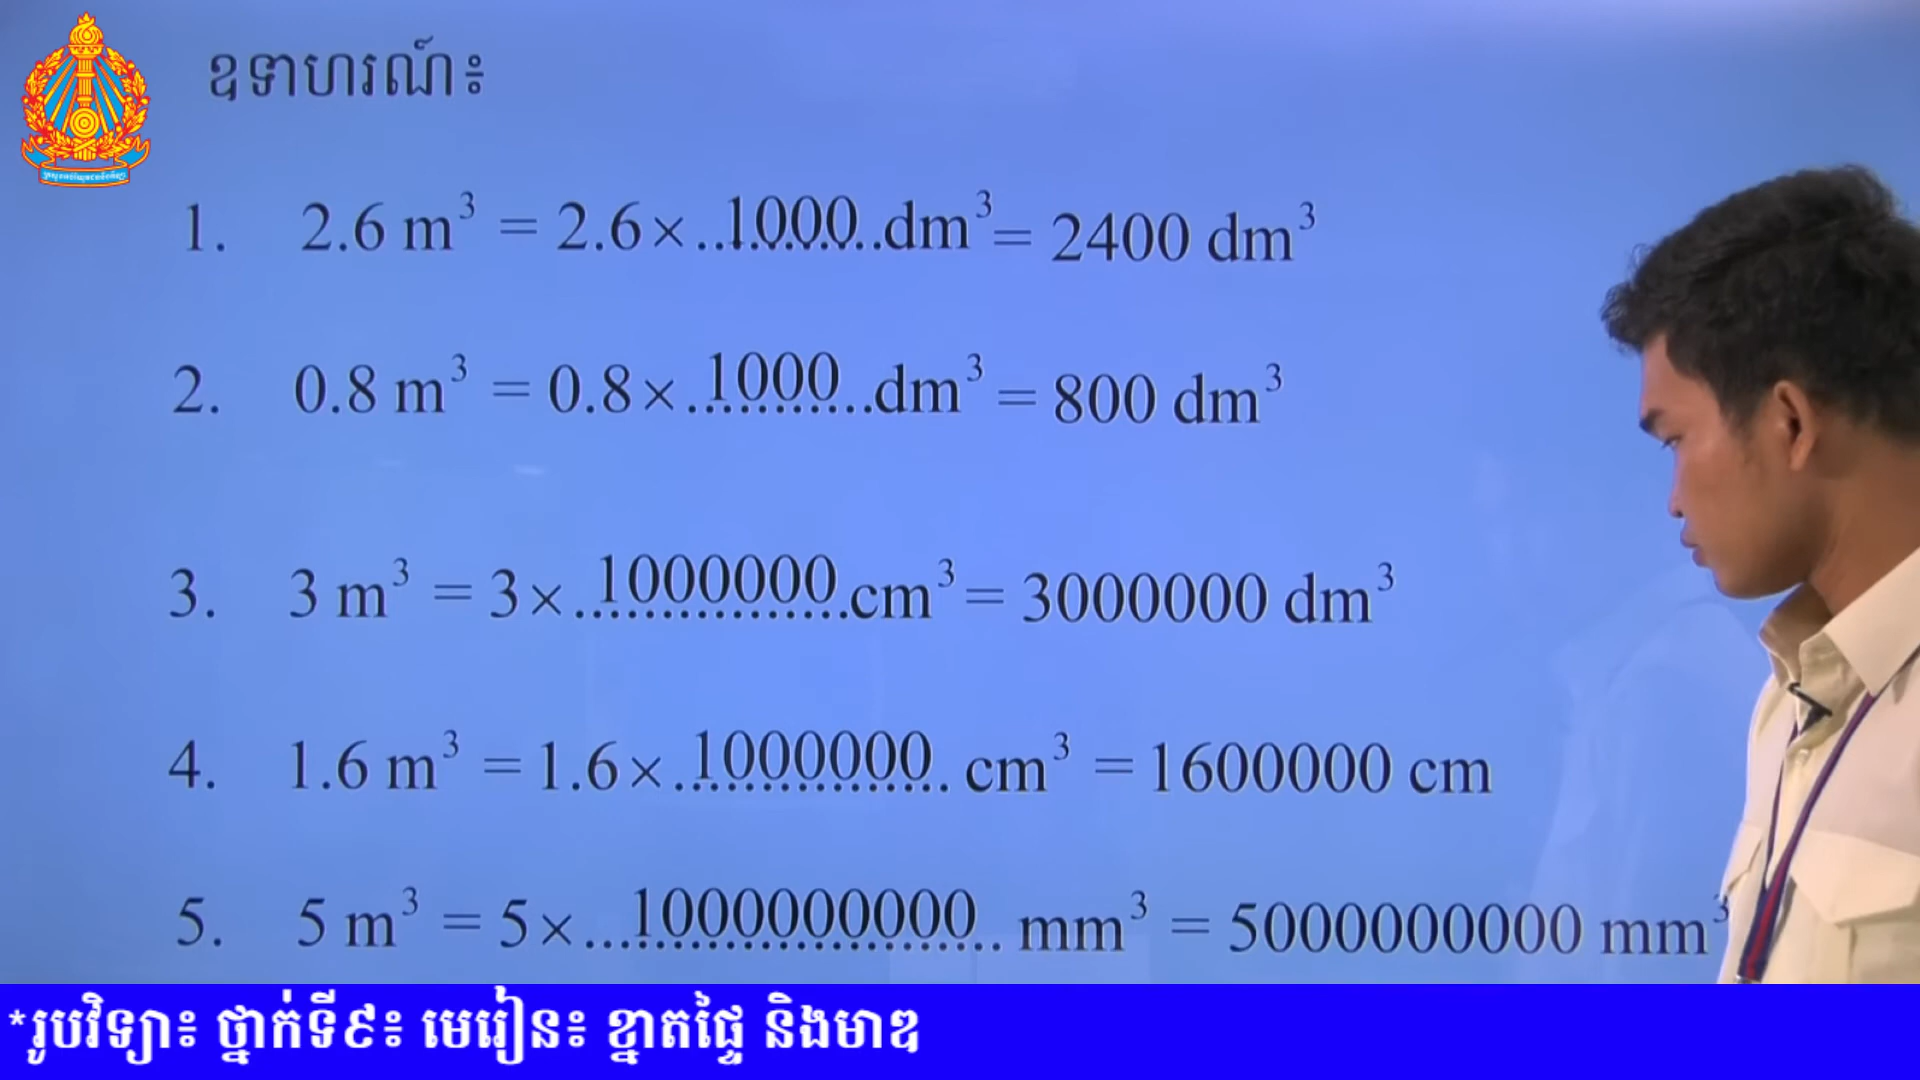 ឧទាហរណ៍៖
1. 2.6 m³ = 2.6×..1000..dm³ = 2400 dm³
2. 0.8 m³ = 0.8×..1000..dm³ = 800 dm³
3. 3 m³ = 3×..1000000.cm³ = 3000000 dm³
4. 1.6 m³ = 1.6×.1000000. cm³ = 1600000 cm
5. 5 m³ = 5×...1000000000.. mm³ = 5000000000 mm³
*រូបវិទ្យា៖ ថ្នាក់ទី៩៖ មេរៀន៖ ខ្នាតផ្ទៃ និងមាឌ